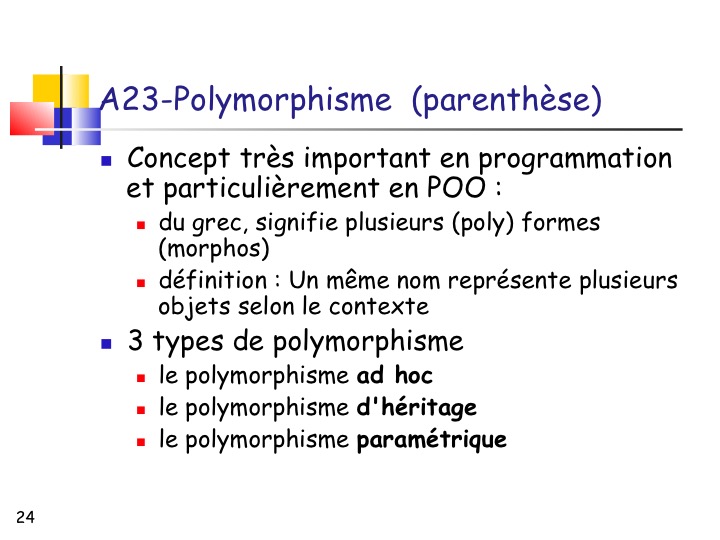 A23-Polymorphisme (parenthèse)
Concept très important en programmation
et particulièrement en POO :
du grec, signifie plusieurs (poly) formes
(morphos)
définition : Un même nom représente plusieurs
objets selon le contexte
3 types de polymorphisme
le polymorphisme ad hoc
le polymorphisme d'héritage
le polymorphisme paramétrique
24